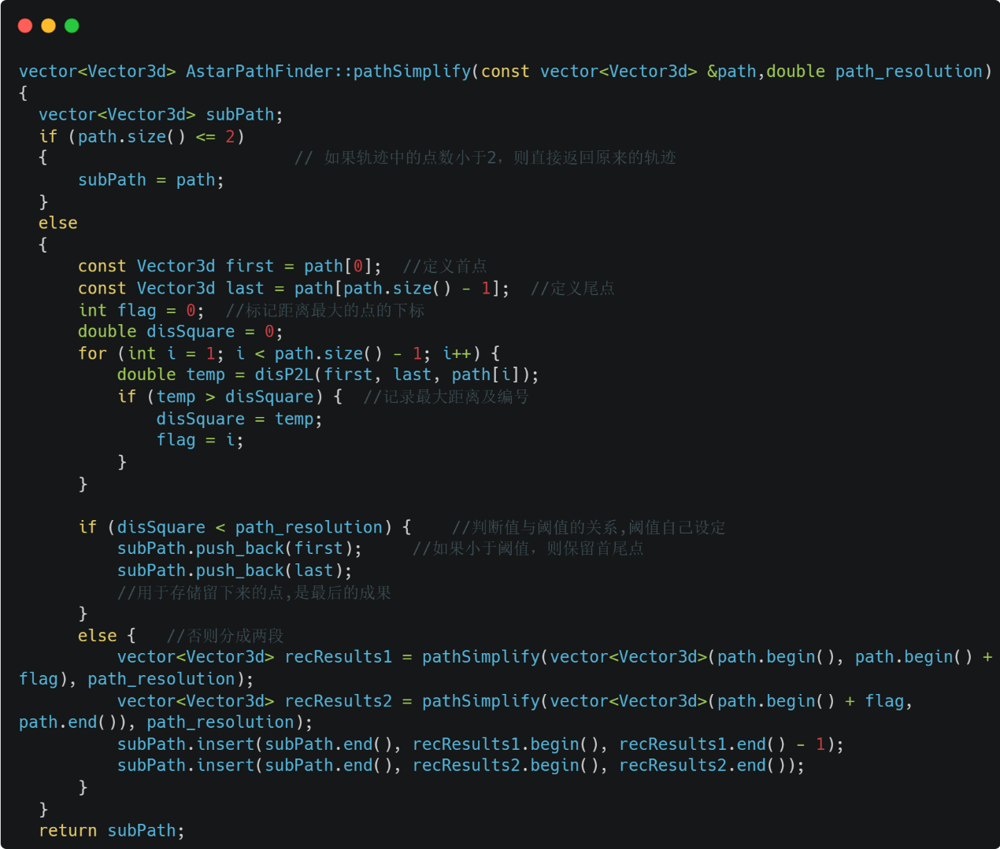 vector<Vector3d> AstarPathFinder::pathSimplify(const vector<Vector3d> &path,double path_resolution)
{
  vector<Vector3d> subPath;
  if (path.size() <= 2)
  {                         // 如果轨迹中的点数小于2，则直接返回原来的轨迹
      subPath = path;
  }
  else
  {
      const Vector3d first = path[0];  //定义首点
      const Vector3d last = path[path.size() - 1];  //定义尾点
      int flag = 0;  //标记距离最大的点的下标
      double disSquare = 0;
      for (int i = 1; i < path.size() - 1; i++) {
          double temp = disP2L(first, last, path[i]);
          if (temp > disSquare) {  //记录最大距离及编号
              disSquare = temp;
              flag = i;
          }
      }

      if (disSquare < path_resolution) {    //判断值与阈值的关系,阈值自己设定
          subPath.push_back(first);     //如果小于阈值，则保留首尾点
          subPath.push_back(last);
          //用于存储留下来的点,是最后的成果
      }
      else {   //否则分成两段
          vector<Vector3d> recResults1 = pathSimplify(vector<Vector3d>(path.begin(), path.begin() +
flag), path_resolution);
          vector<Vector3d> recResults2 = pathSimplify(vector<Vector3d>(path.begin() + flag,
path.end()), path_resolution);
          subPath.insert(subPath.end(), recResults1.begin(), recResults1.end() - 1);
          subPath.insert(subPath.end(), recResults2.begin(), recResults2.end());
      }
  }
  return subPath;